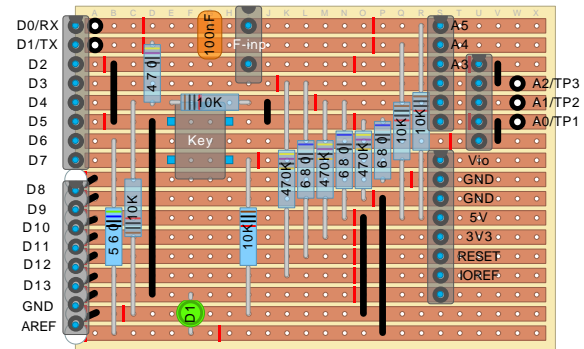 A B C D E F G H I J K L M N O P Q R S T U V W X
D0/RX
D1/TX
D2
D3
D4
D5
D6
D7
D8
D9
D10
D11
D12
D13
GND
AREF
470
100nF
F-inp
10K
Key
560
10K
10K
470K
680
470K
680
470K
680
10K
10K
D1
A5
A4
A3
A2/TP3
A1/TP2
A0/TP1
Vio
GND
GND
5V
3V3
RESET
IOREF